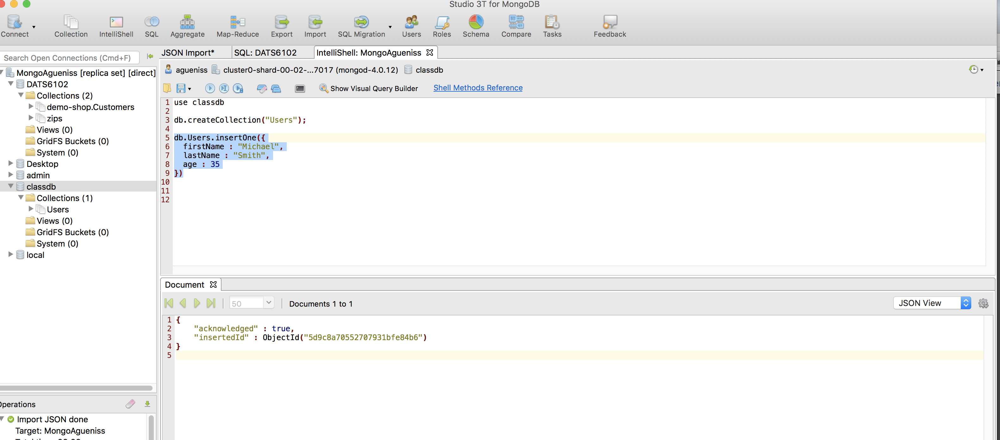 Studio 3T for MongoDB
Connect Collection IntelliShell SQL Aggregate Map-Reduce Export Import SQL Migration Users Roles Schema Compare Tasks Feedback
Search Open Connections (Cmd+F)
MongoAgueniss [replica set] [direct]
DATS6102
Collections (2)
demo-shop.Customers
zips
Views (0)
GridFS Buckets (0)
System (0)
Desktop
admin
classdb
Collections (1)
Users
Views (0)
GridFS Buckets (0)
System (0)
local
Operations
Import JSON done
Target: MongoAgueniss
JSON Import* SQL: DATS6102 IntelliShell: MongoAgueniss
agueniss cluster0-shard-00-02-...7017 (mongod-4.0.12) classdb
Show Visual Query Builder Shell Methods Reference
1 use classdb
2
3 db.createCollection("Users");
4
5 db.Users.insertOne({
6 firstName : "Michael",
7 lastName : "Smith",
8 age : 35
9 })
10
11
12
Document
50 Documents 1 to 1 JSON View
1 {
2 "acknowledged" : true,
3 "insertedId" : ObjectId("5d9c8a70552707931bfe84b6")
4 }
5